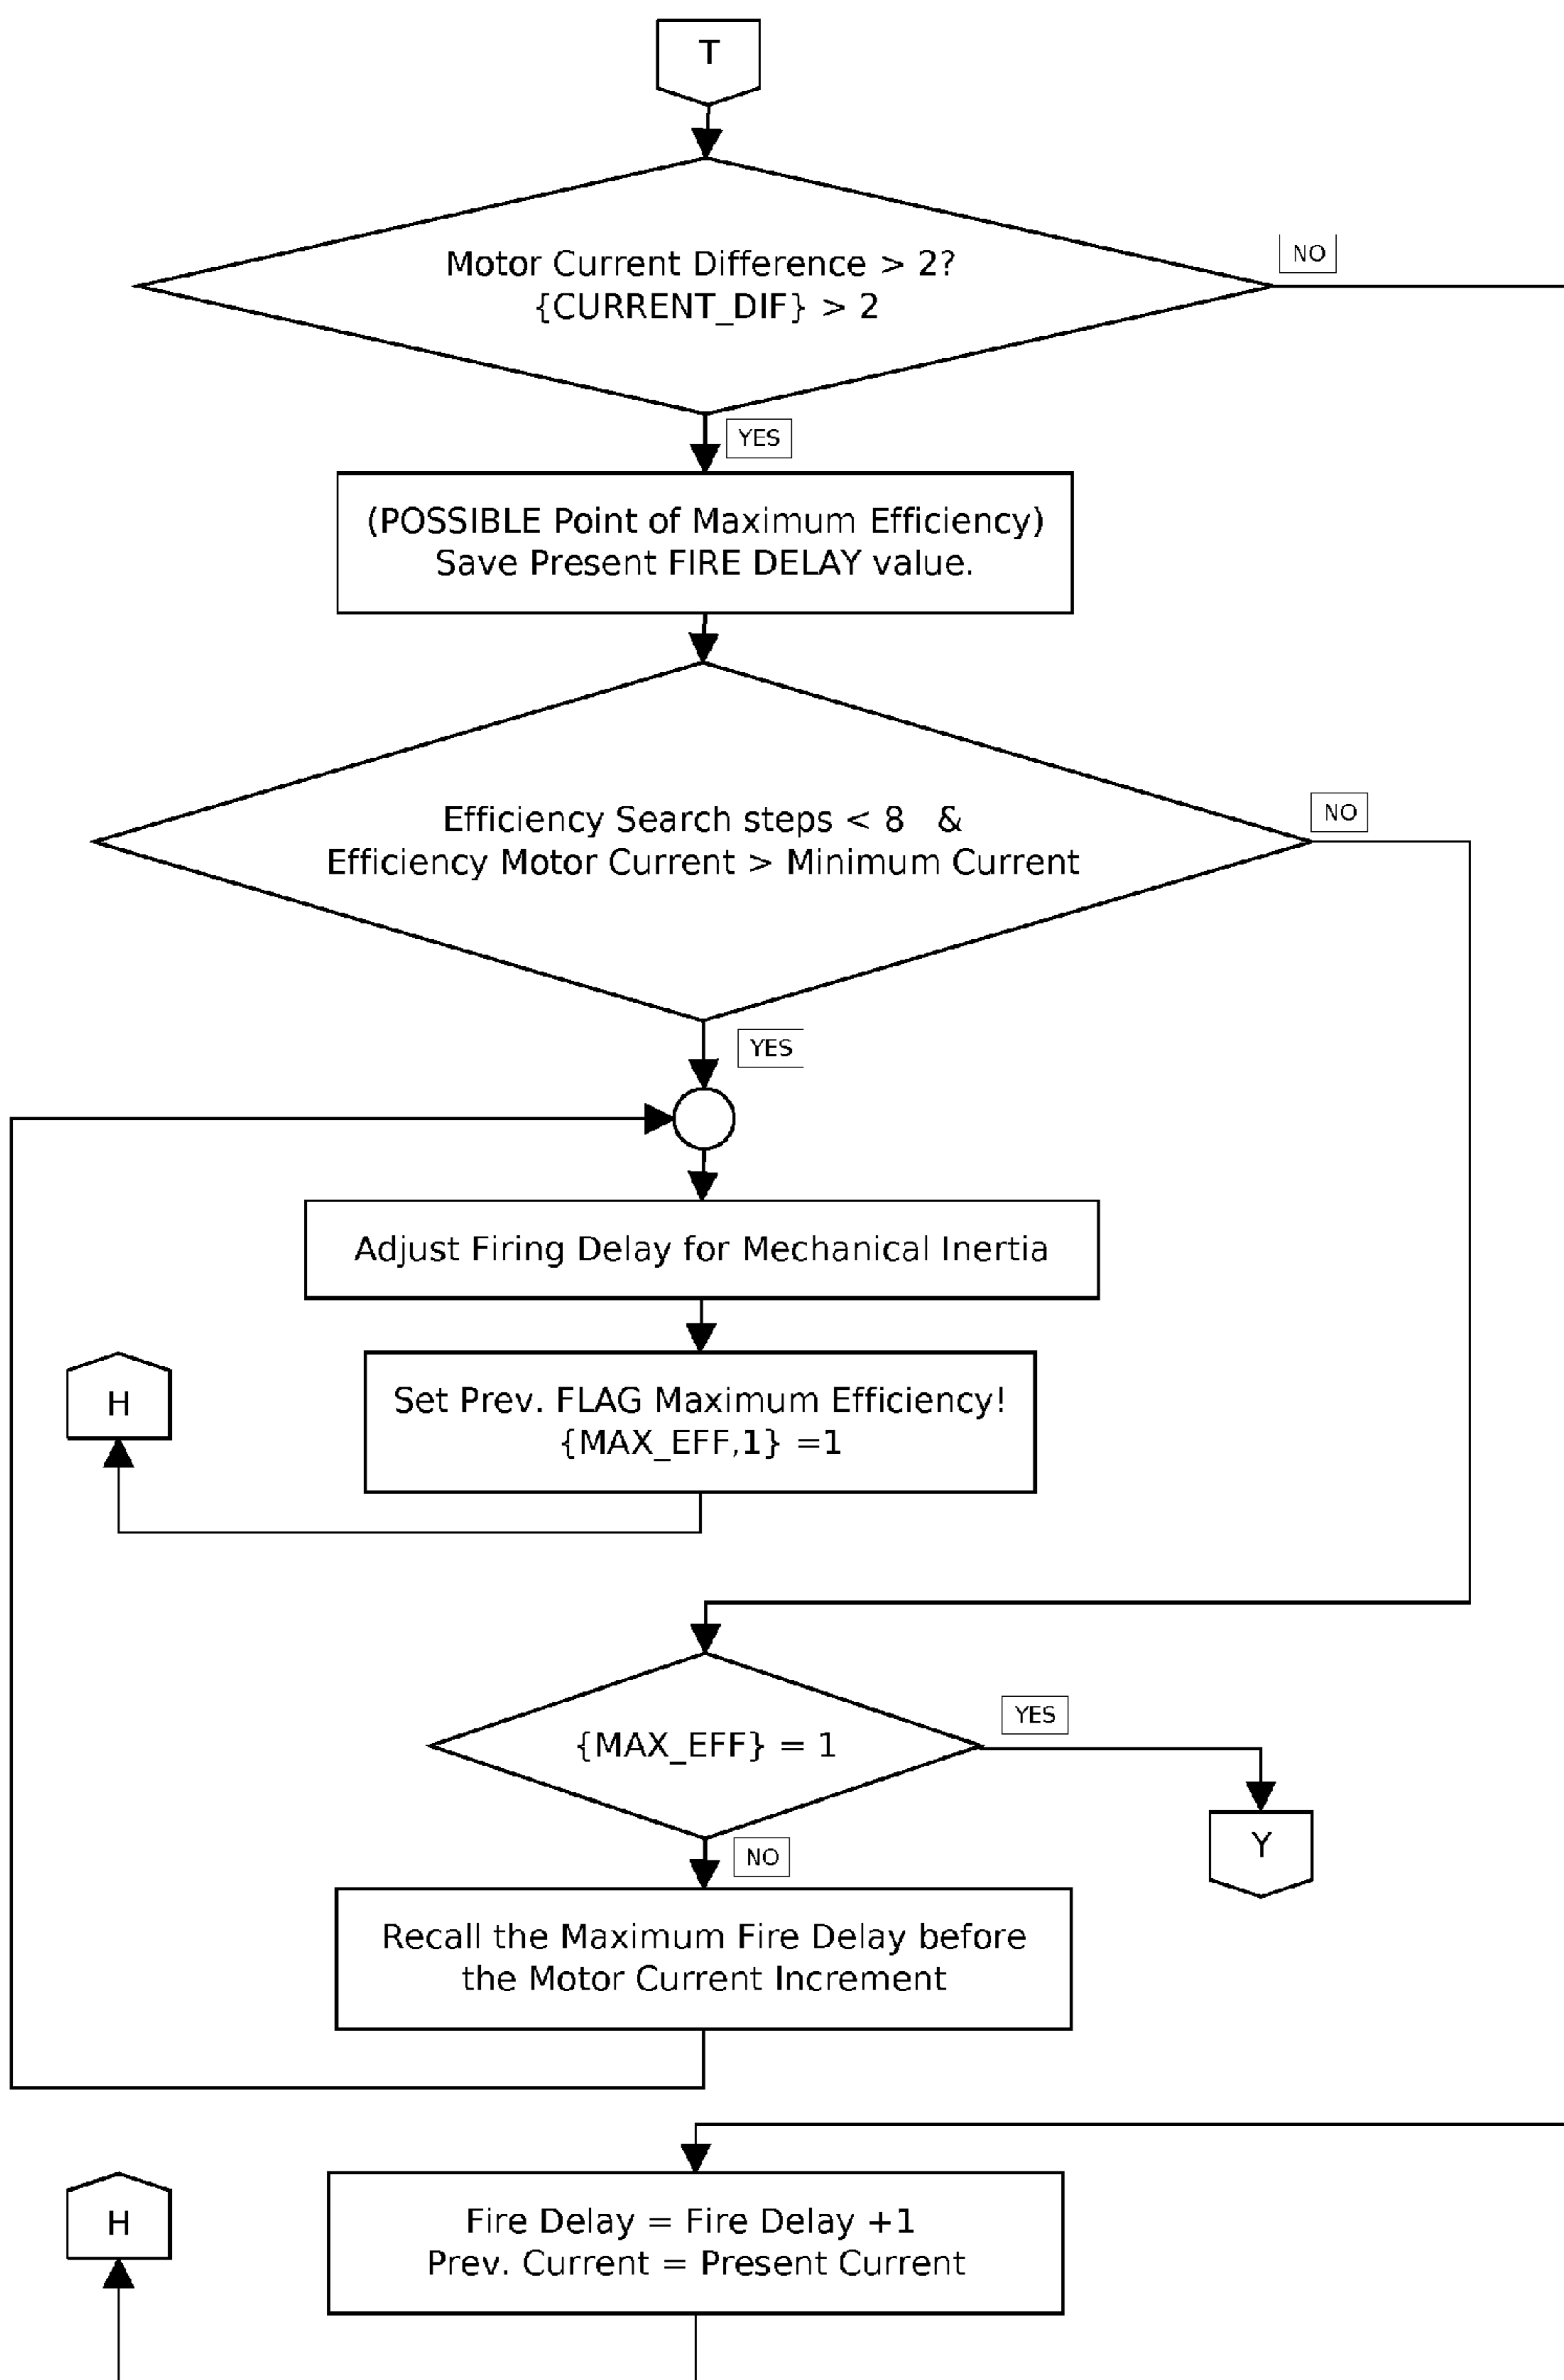 T
Motor Current Difference > 2?
{CURRENT_DIF} > 2
NO
YES
(POSSIBLE Point of Maximum Efficiency)
Save Present FIRE DELAY value.
Efficiency Search steps < 8 &
Efficiency Motor Current > Minimum Current
NO
YES
Adjust Firing Delay for Mechanical Inertia
H
Set Prev. FLAG Maximum Efficiency!
{MAX_EFF,1} =1
{MAX_EFF} = 1
YES
Y
NO
Recall the Maximum Fire Delay before
the Motor Current Increment
H
Fire Delay = Fire Delay +1
Prev. Current = Present Current